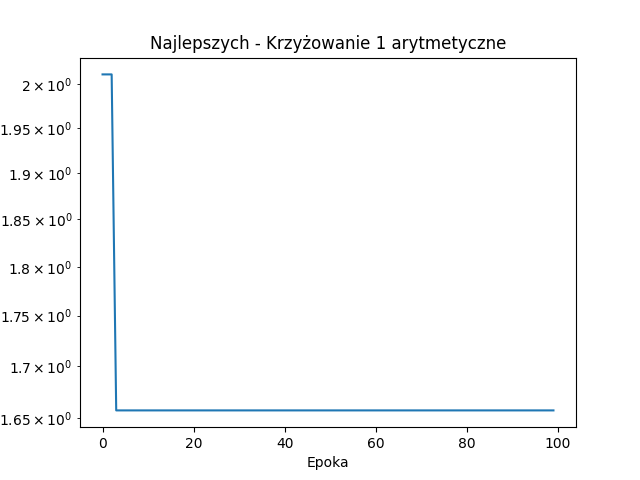 Najlepszych - Krzyżowanie 1 arytmetyczne
2 × 10⁰
1.95 × 10⁰
1.9 × 10⁰
1.85 × 10⁰
1.8 × 10⁰
1.75 × 10⁰
1.7 × 10⁰
1.65 × 10⁰
0 20 40 60 80 100
Epoka